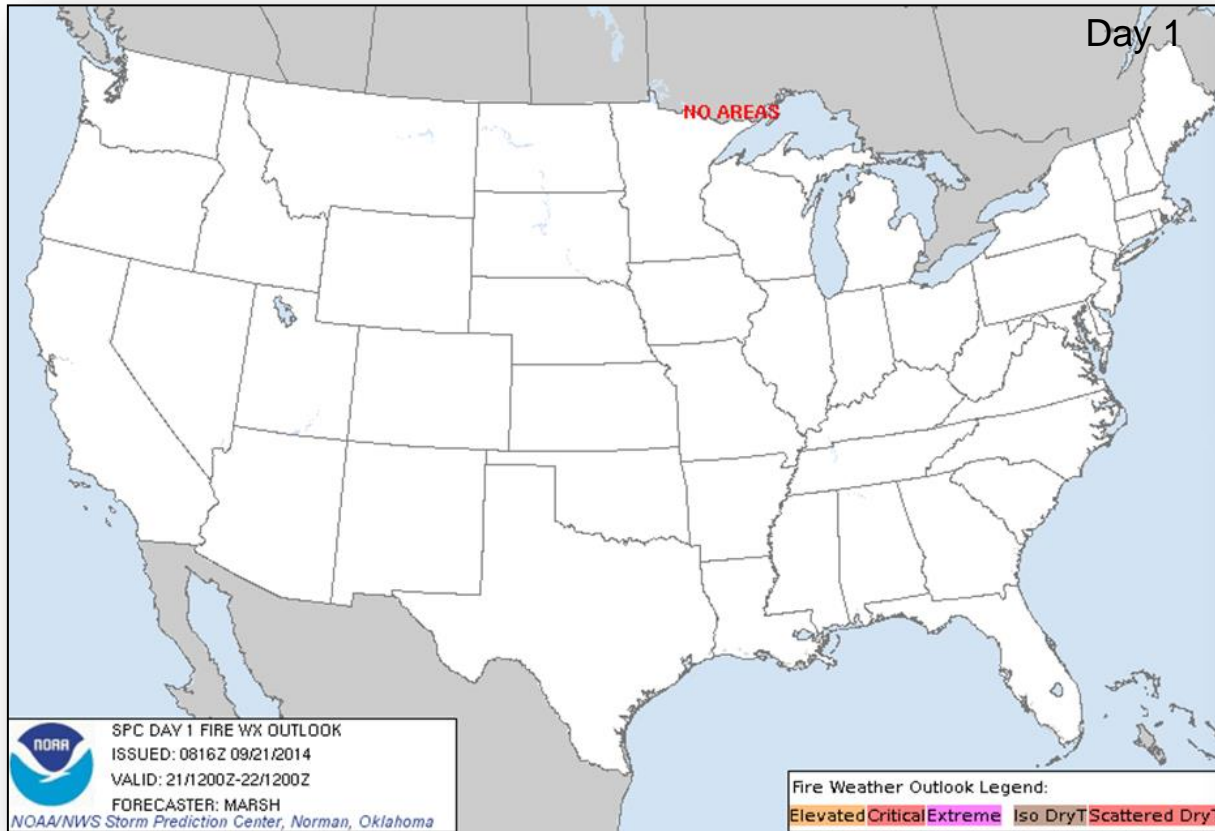 Day 1
NO AREAS
NOAA
SPC DAY 1 FIRE WX OUTLOOK
ISSUED: 0816Z 09/21/2014
VALID: 21/1200Z-22/1200Z
FORECASTER: MARSH
NOAA/NWS Storm Prediction Center, Norman, Oklahoma
Fire Weather Outlook Legend:
Elevated Critical Extreme Iso DryT Scattered DryT